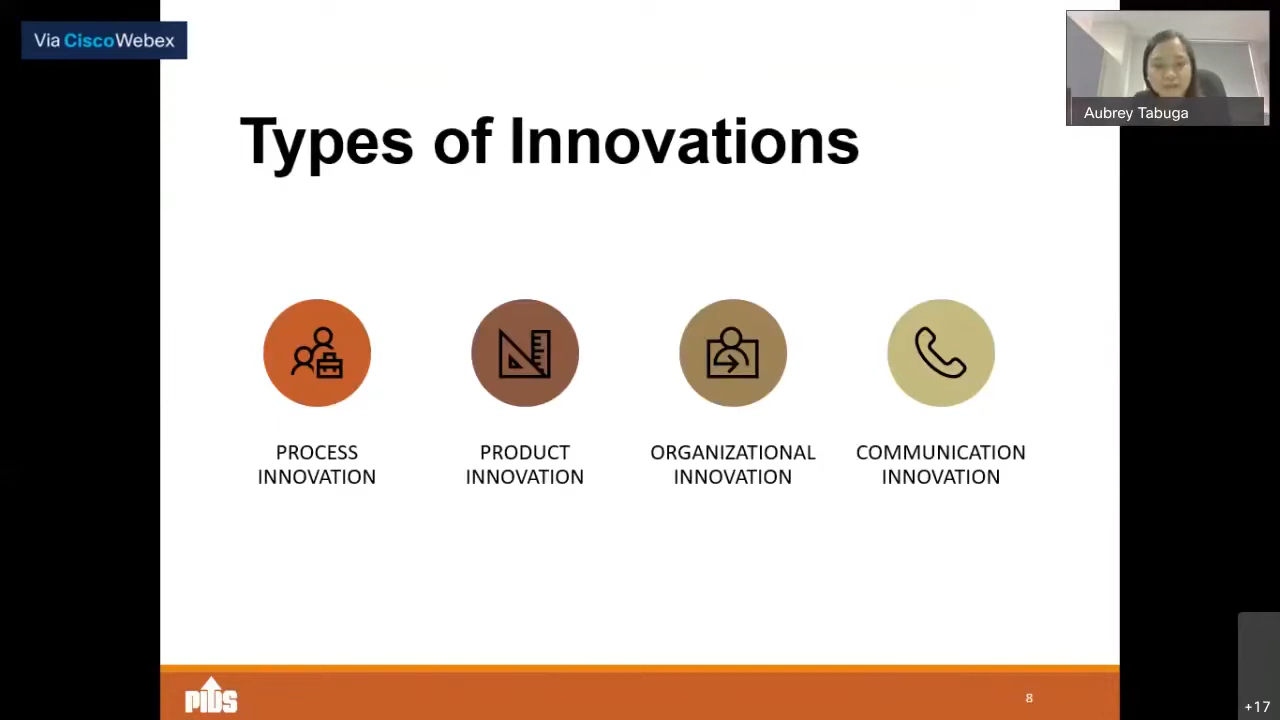 Via CiscoWebex
Aubrey Tabuga
Types of Innovations
PROCESS
INNOVATION
PRODUCT
INNOVATION
ORGANIZATIONAL
INNOVATION
COMMUNICATION
INNOVATION
PIDS
8
+17